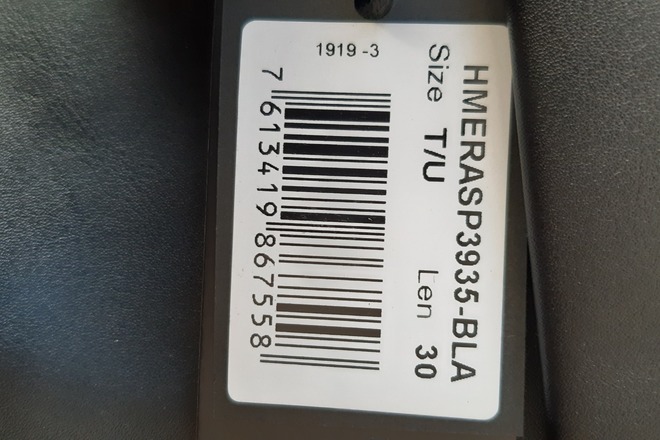 HMERASP3935-BLA
Size T/U Len 30
1919 -3
7 613419 867558